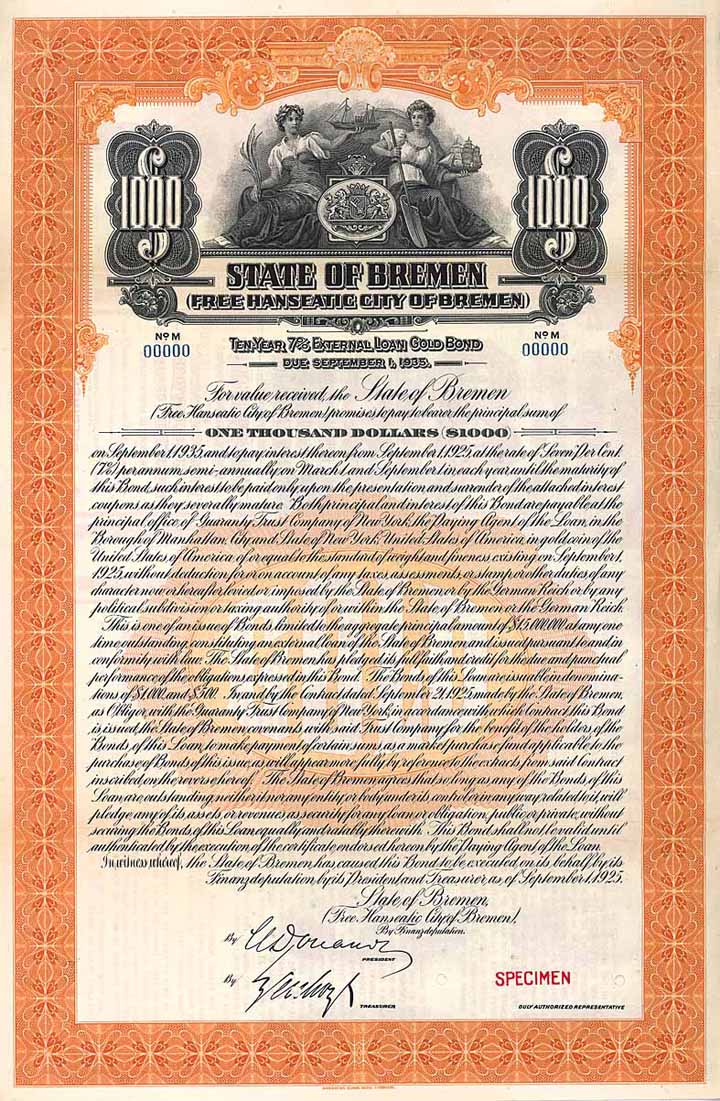 $1000
$1000
STATE OF BREMEN
(FREE HANSEATIC CITY OF BREMEN)
No M
00000
No M
00000
TEN-YEAR 7% EXTERNAL LOAN GOLD BOND
DUE SEPTEMBER 1, 1935.
For value received, the State of Bremen
(Free Hanseatic City of Bremen) promises to pay to bearer, the principal sum of
ONE THOUSAND DOLLARS ($1000)
on September 1, 1935, and to pay interest thereon from September 1, 1925, at the rate of Seven Per Cent.
(7%) per annum, semi-annually on March 1, and September 1 in each year until the maturity of
this Bond, such interest to be paid only upon the presentation and surrender of the attached interest
coupons as they severally mature. Both principal and interest of this Bond are payable at the
principal office of Guaranty Trust Company of New York, the Paying Agent of the Loan, in the
Borough of Manhattan, City and State of New York, United States of America, in gold coin of the
United States of America, of or equal to the standard of weight and fineness existing on September 1,
1925, without deduction for or on account of any taxes, assessments, or stamp or other duties of any
character now or hereafter levied or imposed by the State of Bremen or by the German Reich or by any
political subdivision or taxing authority of or within the State of Bremen or the German Reich.
This is one of an issue of Bonds, limited to the aggregate principal amount of $15,000,000 at any one
time outstanding, constituting an external loan of the State of Bremen and issued pursuant to and in
conformity with law. The State of Bremen has pledged its full faith and credit for the due and punctual
performance of the obligations expressed in this Bond. The Bonds of this Loan are issuable in denomina-
tions of $1,000 and $500. In and by the Contract dated September 21, 1925, made by the State of Bremen,
as Obligor, with the Guaranty Trust Company of New York, in accordance with which Contract this Bond
is issued, the State of Bremen covenants with said Trust Company for the benefit of the holders of the
Bonds of this Loan, to make payment of certain sums as a market purchase fund applicable to the
purchase of Bonds of this issue, as will appear more fully by reference to the extracts from said Contract
inscribed on the reverse hereof. The State of Bremen agrees that so long as any of the Bonds of this
Loan are outstanding, neither it nor any entity or body under its control or in any way related to it, will
pledge any of its assets or revenues as security for any loan or obligation, public or private, without
securing the Bonds of this Loan equally and ratably therewith. This Bond shall not be valid until
authenticated by the execution of the certificate endorsed hereon by the Paying Agent of the Loan.
In witness whereof, the State of Bremen has caused this Bond to be executed on its behalf by its
Finanzdeputation by its President and Treasurer, as of September 1, 1925.
State of Bremen,
(Free Hanseatic City of Bremen),
By Finanzdeputation.
By
PRESIDENT
By
TREASURER
SPECIMEN
DULY AUTHORIZED REPRESENTATIVE